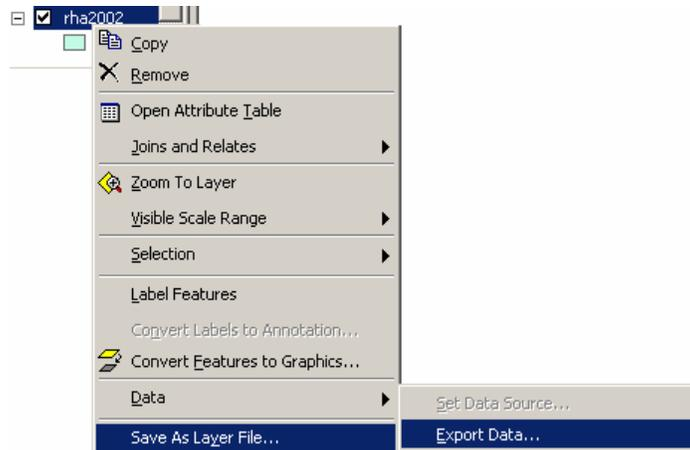 rha2002
Copy
Remove
Open Attribute Table
Joins and Relates
Zoom To Layer
Visible Scale Range
Selection
Label Features
Convert Labels to Annotation...
Convert Features to Graphics...
Data
Set Data Source...
Save As Layer File...
Export Data...